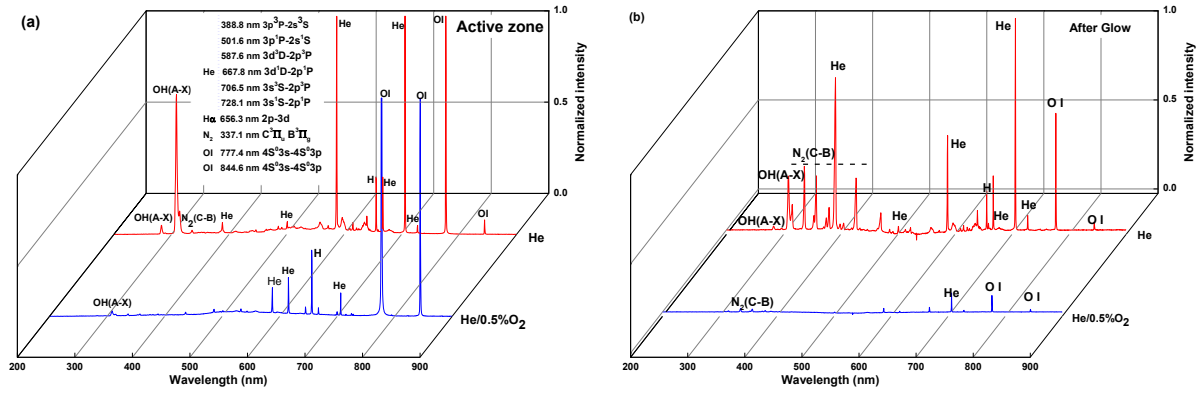 (a)
Active zone
388.8 nm 3p³P-2s³S
501.6 nm 3p¹P-2s¹S
587.6 nm 3d³D-2p³P
He 667.8 nm 3d¹D-2p¹P
706.5 nm 3s³S-2p³P
728.1 nm 3s¹S-2p¹P
Hα 656.3 nm 2p-3d
N₂ 337.1 nm C³Πᵤ B³Πg
OI 777.4 nm 4S⁰3s-4S⁰3p
OI 844.6 nm 4S⁰3s-4S⁰3p
He
He
OI
OH(A-X)
OI
OI
H
He
OH(A-X)
N₂(C-B)
He
He
He
OI
He
OH(A-X)
He
He
H
He
He/0.5%O₂
1.0
0.5
0.0
Normalized intensity
200 300 400 500 600 700 800 900
Wavelength (nm)
(b)
After Glow
He
He
O I
N₂(C-B)
He
OH(A-X)
H
OH(A-X)
He
He
He
O I
He
N₂(C-B)
He
O I
O I
He/0.5%O₂
1.0
0.5
0.0
Normalized intensity
200 300 400 500 600 700 800 900
Wavelength (nm)